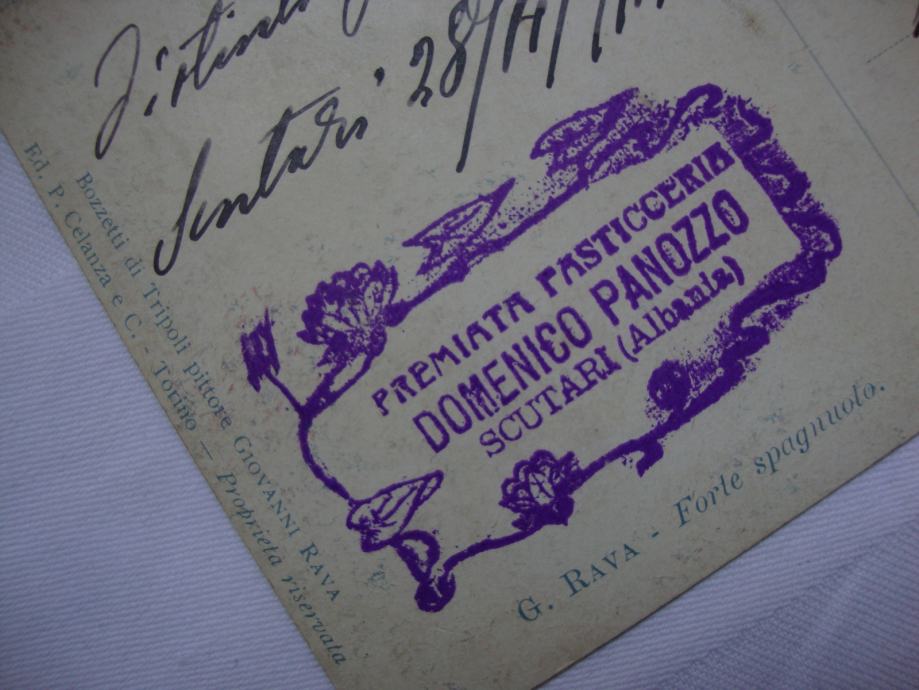 Scutari 28/
PREMIATA PASTICCERIA
DOMENICO PANOZZO
SCUTARI (Albania)
G. RAVA - Forte spagnuolo.
Bozzetti di Tripoli pittore GIOVANNI RAVA
Ed. P. Celanza e C. - Torino — Proprietà riservata